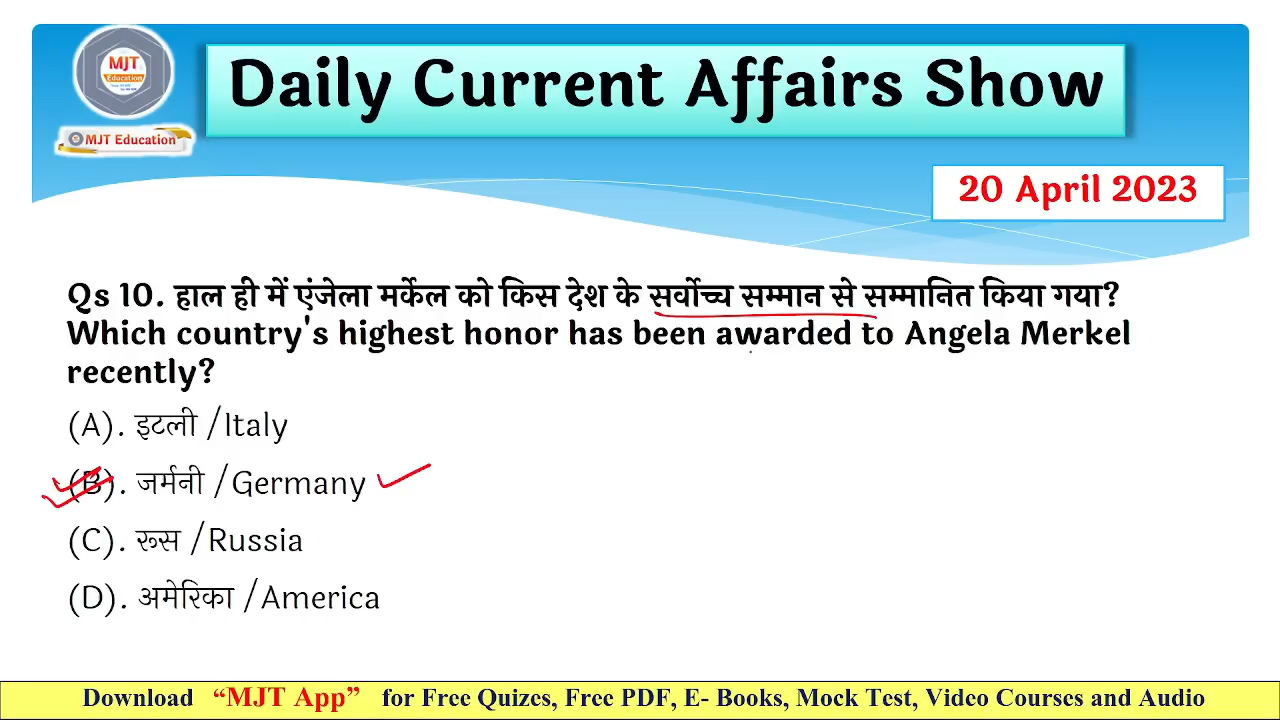 MJT
Education
MJT Education
Daily Current Affairs Show
20 April 2023
Qs 10. हाल ही में एंजेला मर्केल को किस देश के सर्वोच्च सम्मान से सम्मानित किया गया?
Which country's highest honor has been awarded to Angela Merkel
recently?
(A). इटली /Italy
(B). जर्मनी /Germany
(C). रूस /Russia
(D). अमेरिका /America
Download “MJT App” for Free Quizes, Free PDF, E- Books, Mock Test, Video Courses and Audio